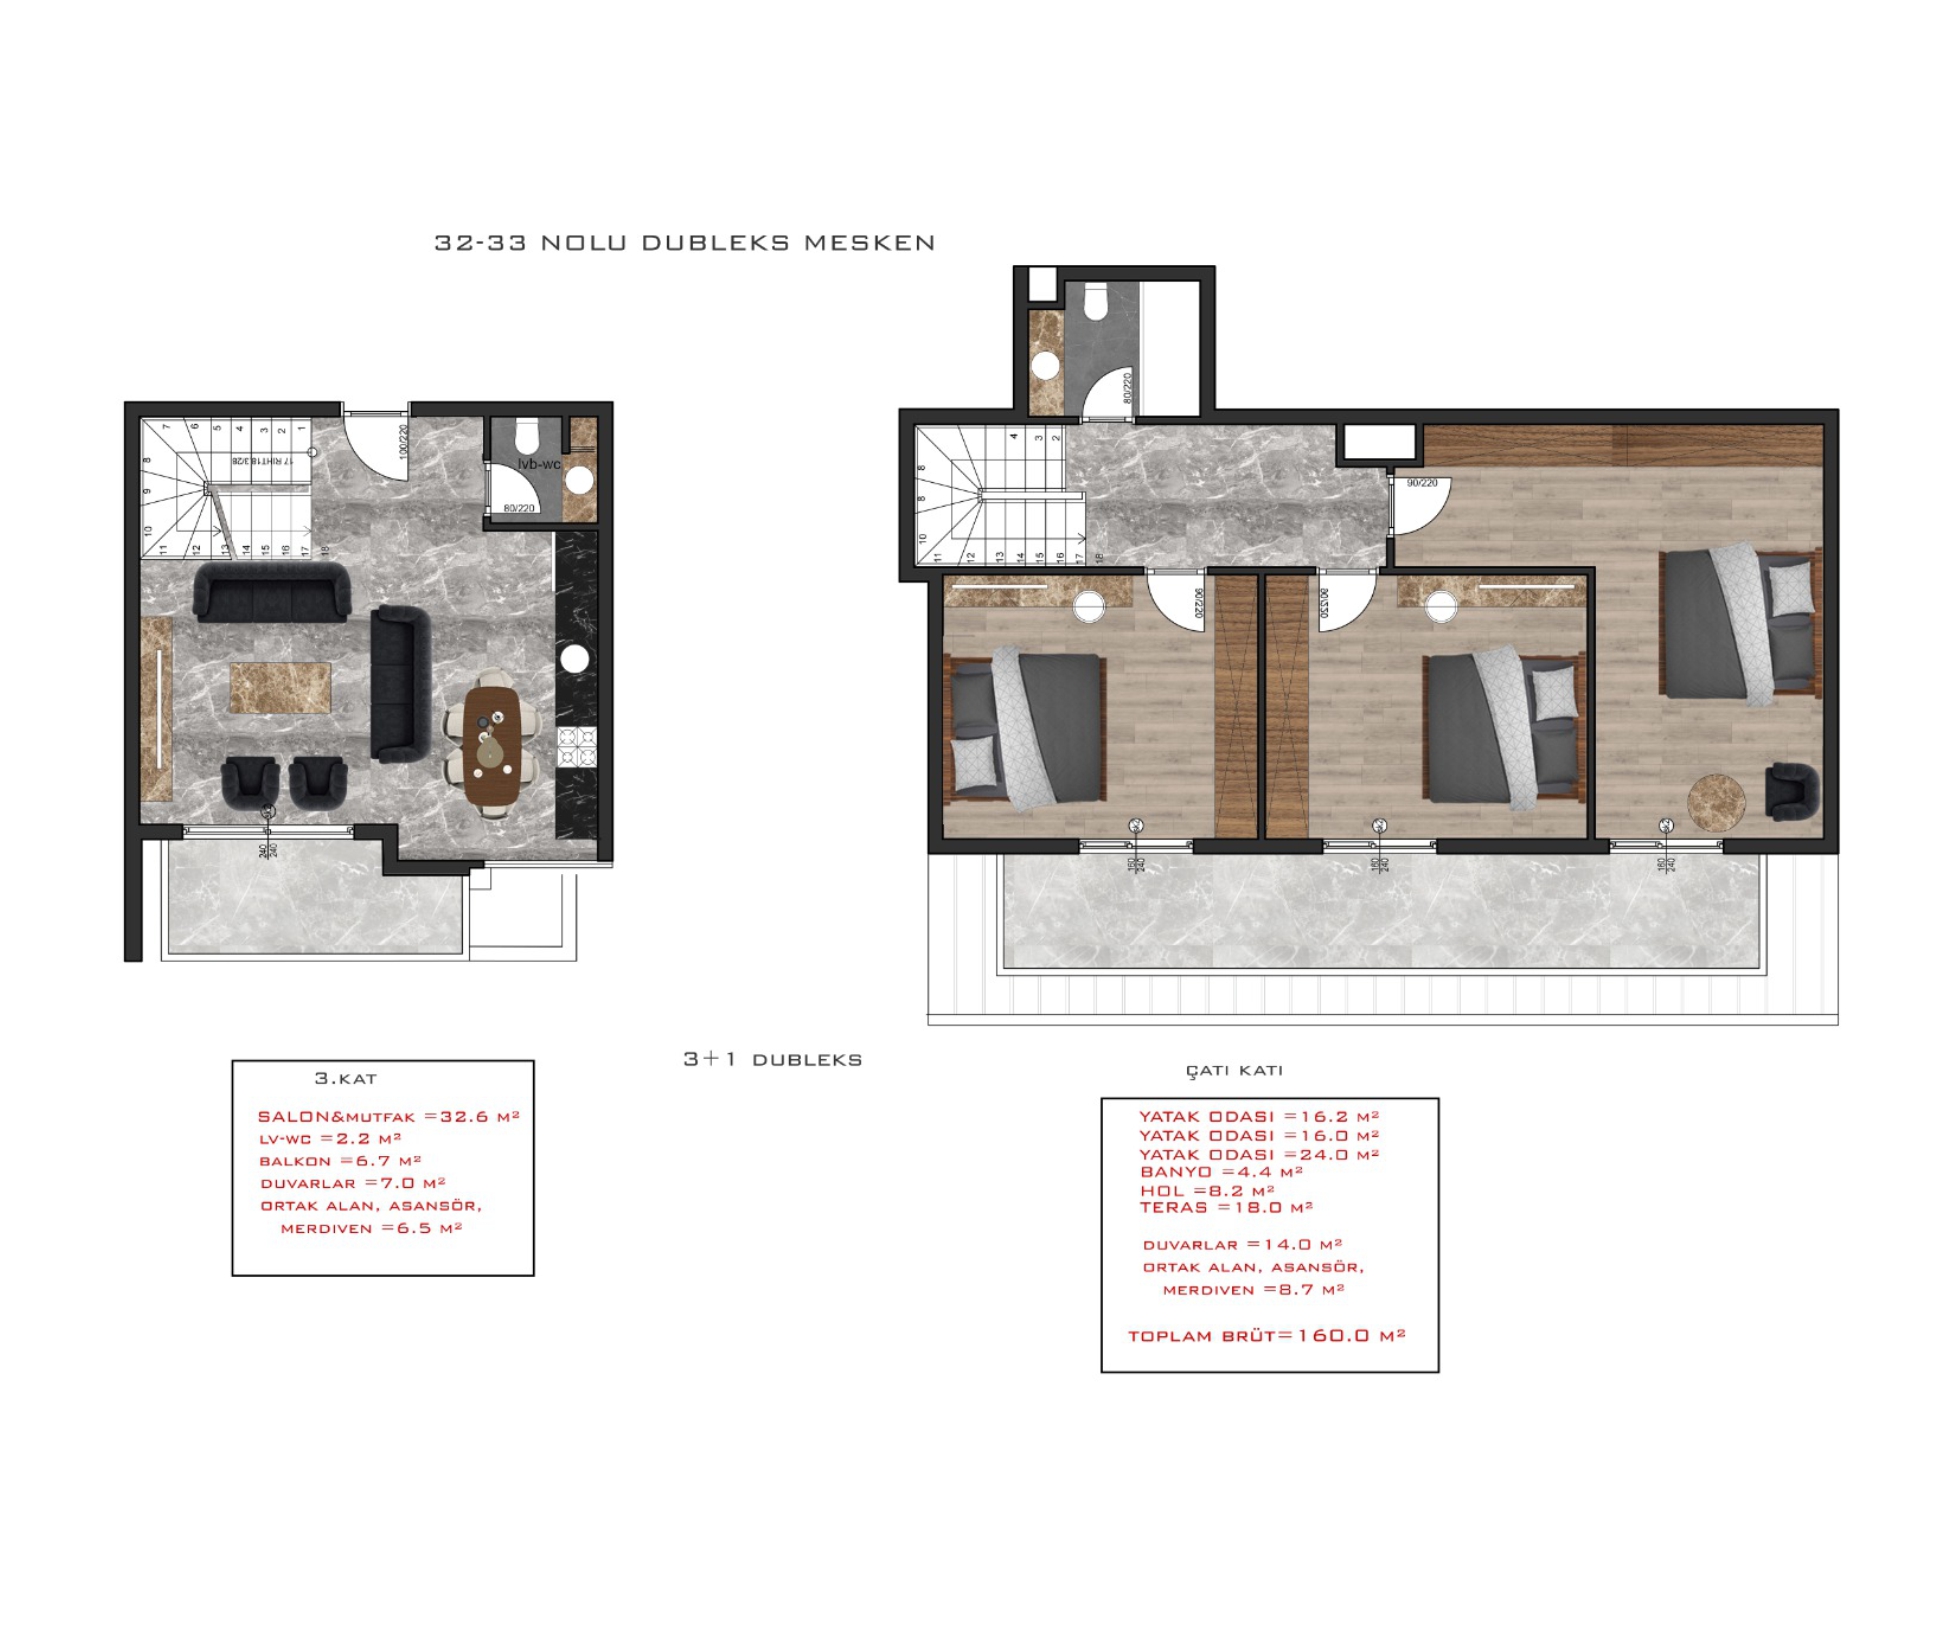 32-33 NOLU DUBLEKS MESKEN
1
2
3
4
5
6
7
8
9
10
11
12
13
14
15
16
17
18
17 RIHT18.3/28
100/220
lvb-wc
80/220
240
240
80/220
4
3
2
8
8
10
11
12
13
14
15
16
17
18
90/220
90/220
90/220
160
240
160
240
160
240
3+1 DUBLEKS
3.KAT
SALON&MUTFAK =32.6 M²
LV-WC =2.2 M²
BALKON =6.7 M²
DUVARLAR =7.0 M²
ORTAK ALAN, ASANSÖR,
MERDIVEN =6.5 M²
ÇATI KATI
YATAK ODASI =16.2 M²
YATAK ODASI =16.0 M²
YATAK ODASI =24.0 M²
BANYO =4.4 M²
HOL =8.2 M²
TERAS =18.0 M²
DUVARLAR =14.0 M²
ORTAK ALAN, ASANSÖR,
MERDIVEN =8.7 M²
TOPLAM BRÜT=160.0 M²